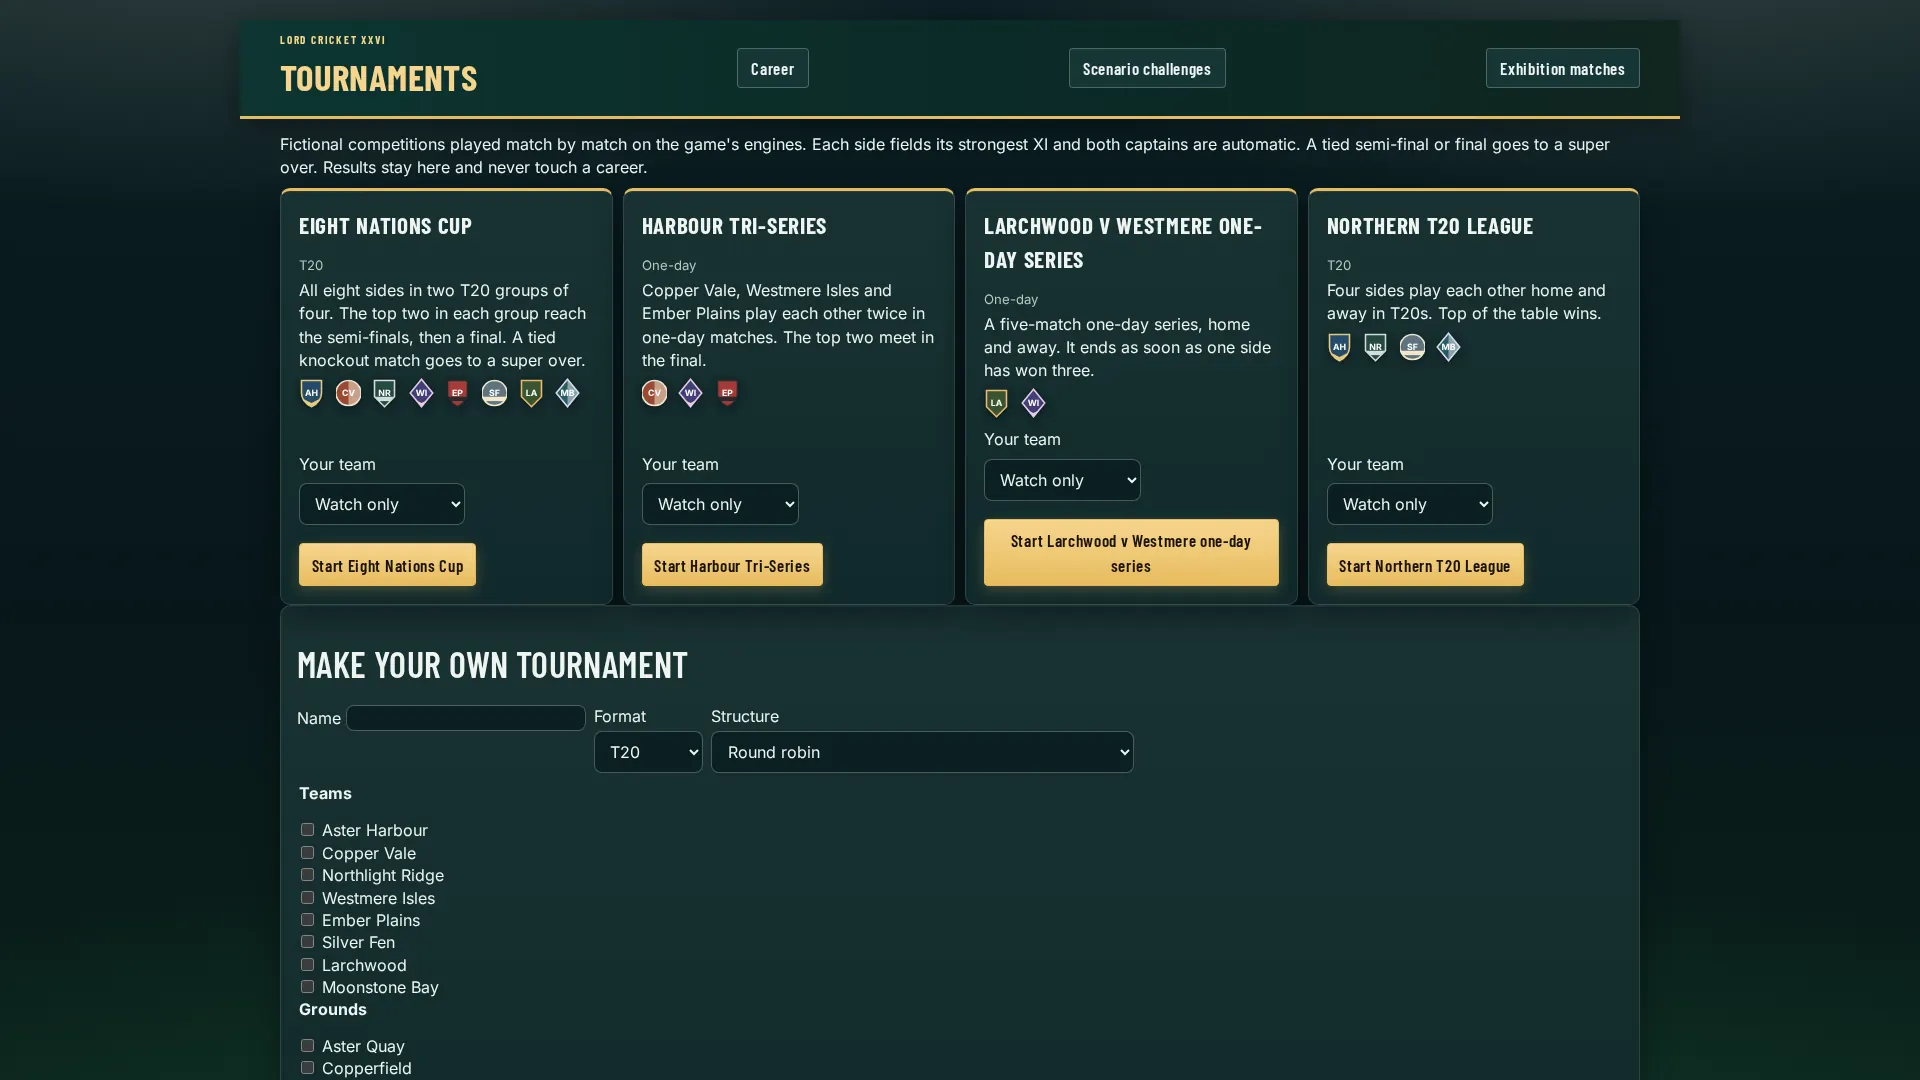 LORD CRICKET XXVI
TOURNAMENTS
Career
Scenario challenges
Exhibition matches
Fictional competitions played match by match on the game's engines. Each side fields its strongest XI and both captains are automatic. A tied semi-final or final goes to a super
over. Results stay here and never touch a career.
EIGHT NATIONS CUP
T20
All eight sides in two T20 groups of
four. The top two in each group reach
the semi-finals, then a final. A tied
knockout match goes to a super over.
AH CV NR WI EP SF LA MB
Your team
Watch only
Start Eight Nations Cup
HARBOUR TRI-SERIES
One-day
Copper Vale, Westmere Isles and
Ember Plains play each other twice in
one-day matches. The top two meet in
the final.
CV WI EP
Your team
Watch only
Start Harbour Tri-Series
LARCHWOOD V WESTMERE ONE-
DAY SERIES
One-day
A five-match one-day series, home
and away. It ends as soon as one side
has won three.
LA WI
Your team
Watch only
Start Larchwood v Westmere one-day
series
NORTHERN T20 LEAGUE
T20
Four sides play each other home and
away in T20s. Top of the table wins.
AH NR SF MB
Your team
Watch only
Start Northern T20 League
MAKE YOUR OWN TOURNAMENT
Name
Format
T20
Structure
Round robin
Teams
Aster Harbour
Copper Vale
Northlight Ridge
Westmere Isles
Ember Plains
Silver Fen
Larchwood
Moonstone Bay
Grounds
Aster Quay
Copperfield